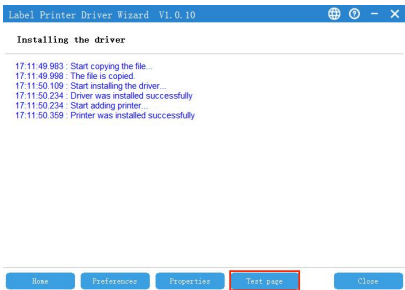 Label Printer Driver Wizard V1.0.10
Installing the driver
17:11:49.983 : Start copying the file...
17:11:49.998 : The file is copied.
17:11:50.109 : Start installing the driver...
17:11:50.234 : Driver was installed successfully
17:11:50.234 : Start adding printer...
17:11:50.359 : Printer was installed successfully
Home Preferences Properties Test page Close